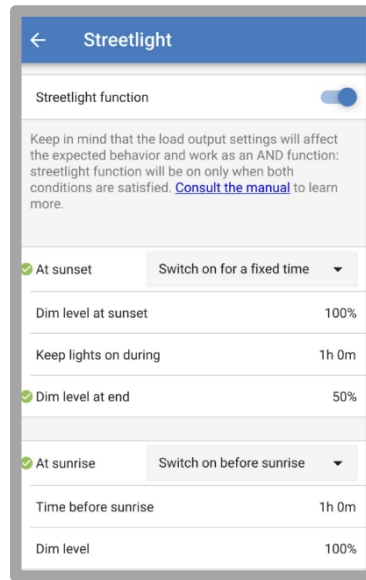 Streetlight
Streetlight function
Keep in mind that the load output settings will affect
the expected behavior and work as an AND function:
streetlight function will be on only when both
conditions are satisfied. Consult the manual to learn
more.
At sunset Switch on for a fixed time
Dim level at sunset 100%
Keep lights on during 1h 0m
Dim level at end 50%
At sunrise Switch on before sunrise
Time before sunrise 1h 0m
Dim level 100%